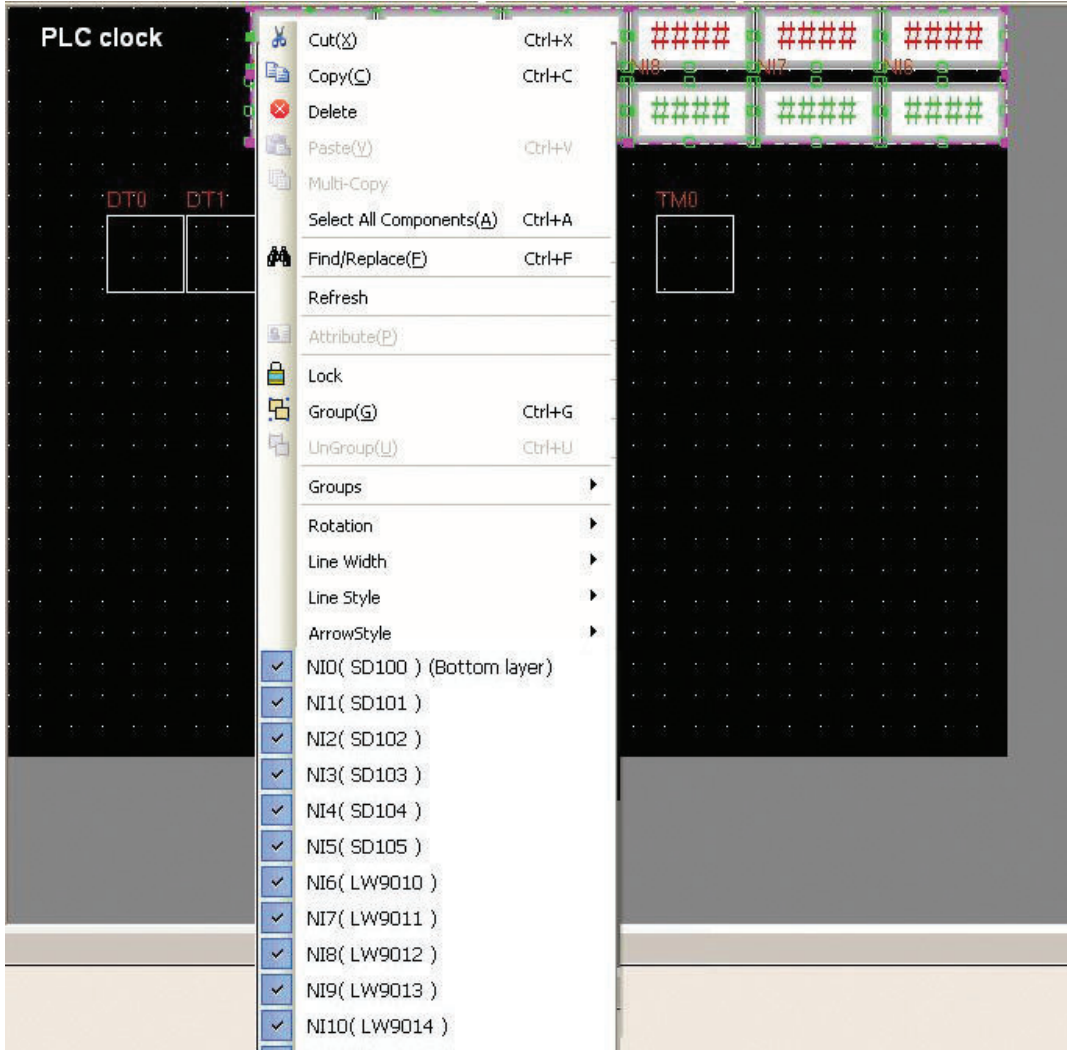 PLC clock
#### #### ####
NI8 NI7 NI6
#### #### ####
DT0 DT1 TM0
Cut(X) Ctrl+X
Copy(C) Ctrl+C
Delete
Paste(V) Ctrl+V
Multi-Copy
Select All Components(A) Ctrl+A
Find/Replace(F) Ctrl+F
Refresh
Attribute(P)
Lock
Group(G) Ctrl+G
UnGroup(U) Ctrl+U
Groups
Rotation
Line Width
Line Style
ArrowStyle
NI0( SD100 ) (Bottom layer)
NI1( SD101 )
NI2( SD102 )
NI3( SD103 )
NI4( SD104 )
NI5( SD105 )
NI6( LW9010 )
NI7( LW9011 )
NI8( LW9012 )
NI9( LW9013 )
NI10( LW9014 )